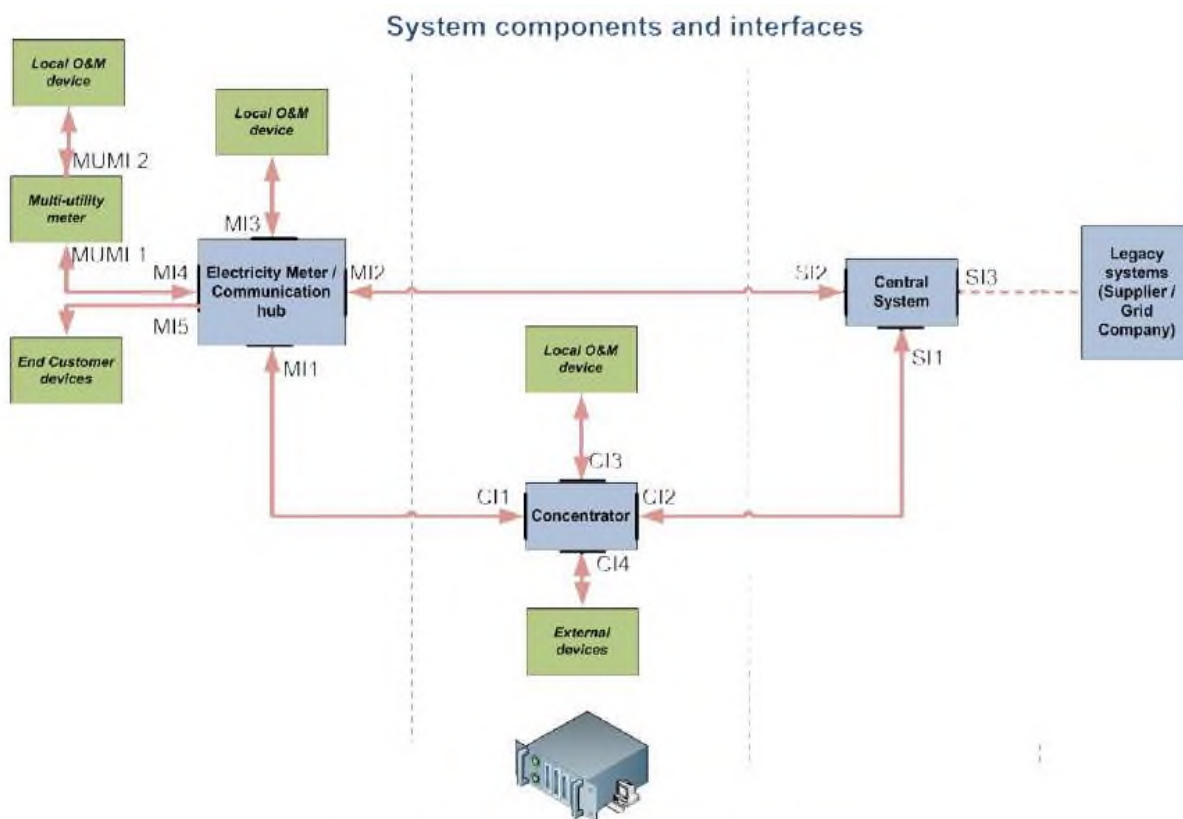 System components and interfaces
Local O&M
device
Local O&M
device
MUMI 2
Multi-utility
meter
MI3
MUMI 1
MI4
Electricity Meter /
Communication
hub
MI2
MI5
SI2
Central
System
SI3
Legacy
systems
(Supplier /
Grid
Company)
End Customer
devices
MI1
SI1
Local O&M
device
CI3
CI1
Concentrator
CI2
CI4
External
devices